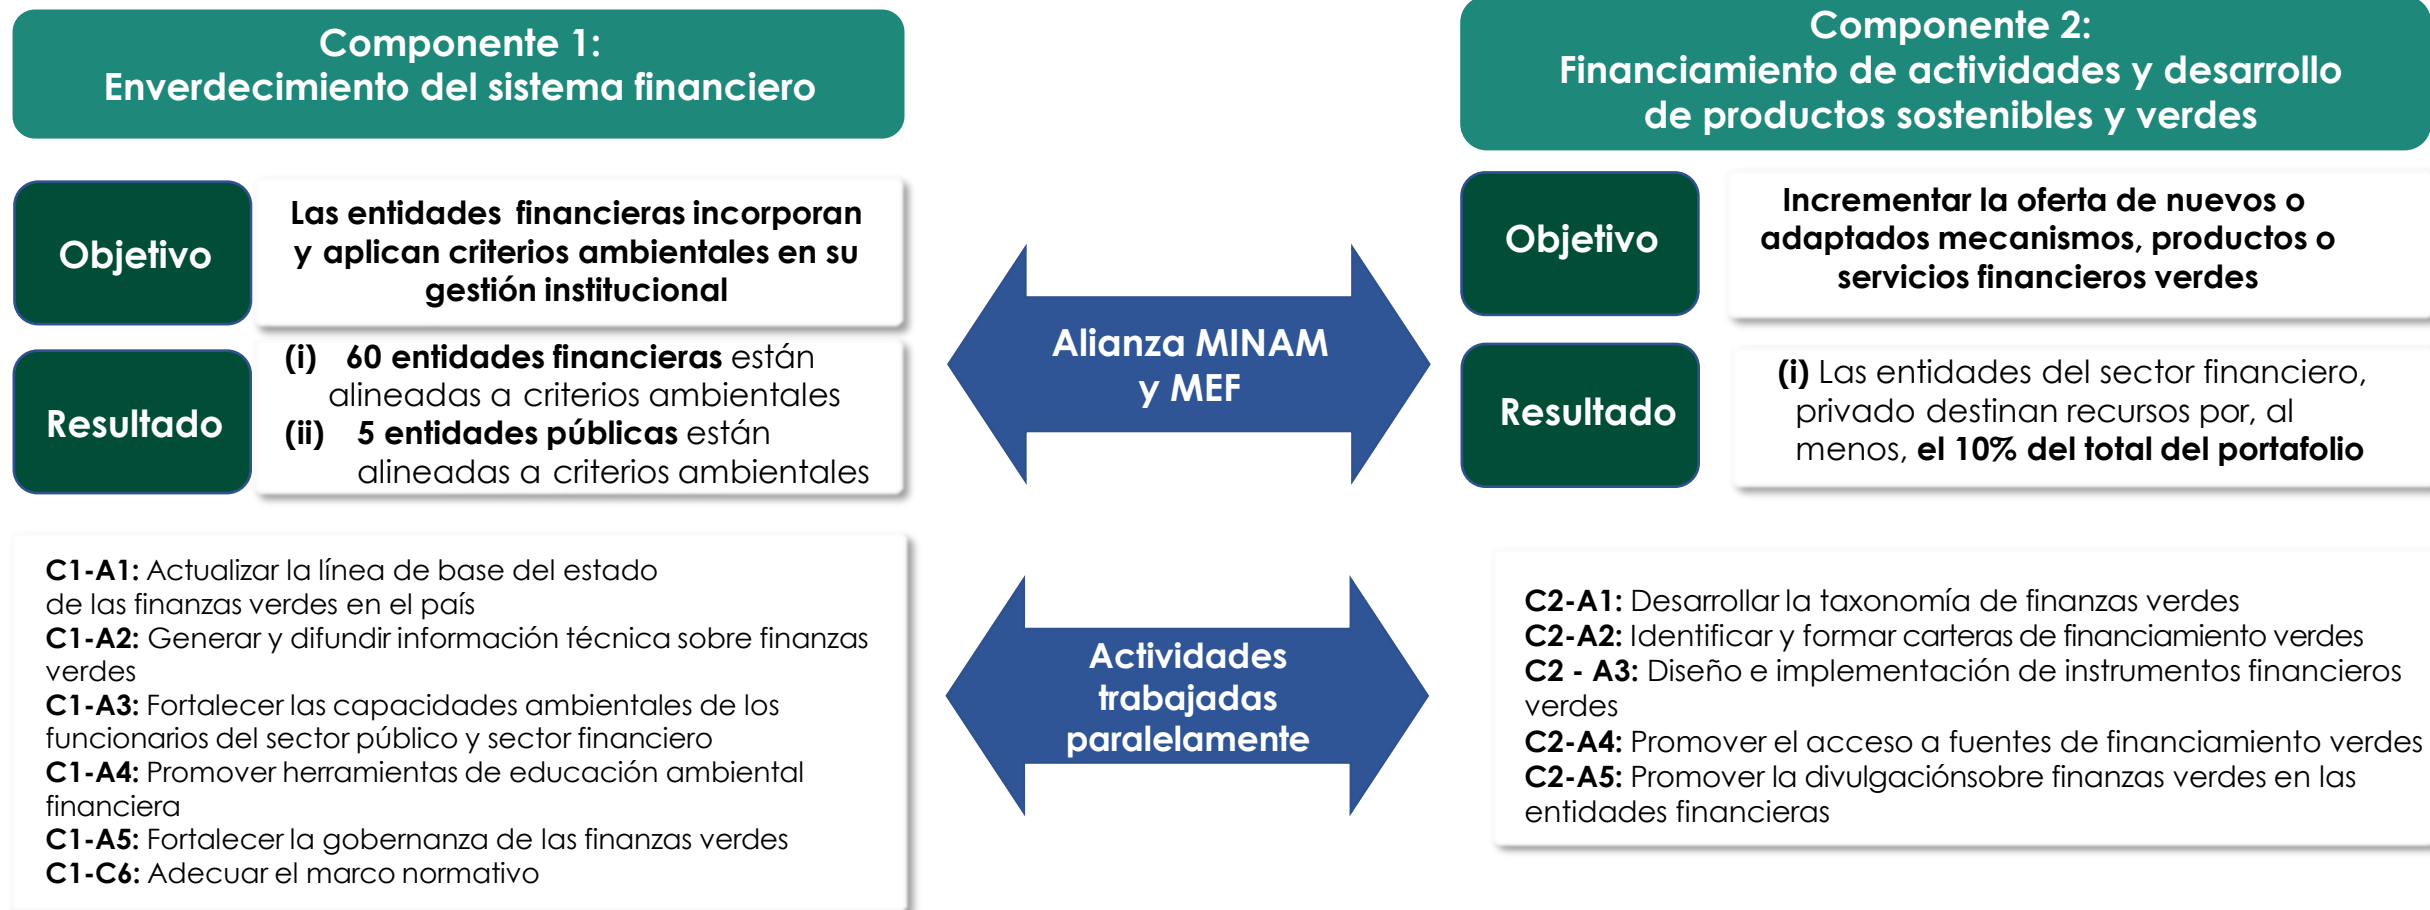 Componente 1:
Enverdecimiento del sistema financiero
Objetivo
Las entidades financieras incorporan
y aplican criterios ambientales en su
gestión institucional
Resultado
(i) 60 entidades financieras están
alineadas a criterios ambientales
(ii) 5 entidades públicas están
alineadas a criterios ambientales
C1-A1: Actualizar la línea de base del estado
de las finanzas verdes en el país
C1-A2: Generar y difundir información técnica sobre finanzas
verdes
C1-A3: Fortalecer las capacidades ambientales de los
funcionarios del sector público y sector financiero
C1-A4: Promover herramientas de educación ambiental
financiera
C1-A5: Fortalecer la gobernanza de las finanzas verdes
C1-C6: Adecuar el marco normativo
Alianza MINAM
y MEF
Actividades
trabajadas
paralelamente
Componente 2:
Financiamiento de actividades y desarrollo
de productos sostenibles y verdes
Objetivo
Incrementar la oferta de nuevos o
adaptados mecanismos, productos o
servicios financieros verdes
Resultado
(i) Las entidades del sector financiero,
privado destinan recursos por, al
menos, el 10% del total del portafolio
C2-A1: Desarrollar la taxonomía de finanzas verdes
C2-A2: Identificar y formar carteras de financiamiento verdes
C2 - A3: Diseño e implementación de instrumentos financieros
verdes
C2-A4: Promover el acceso a fuentes de financiamiento verdes
C2-A5: Promover la divulgaciónsobre finanzas verdes en las
entidades financieras